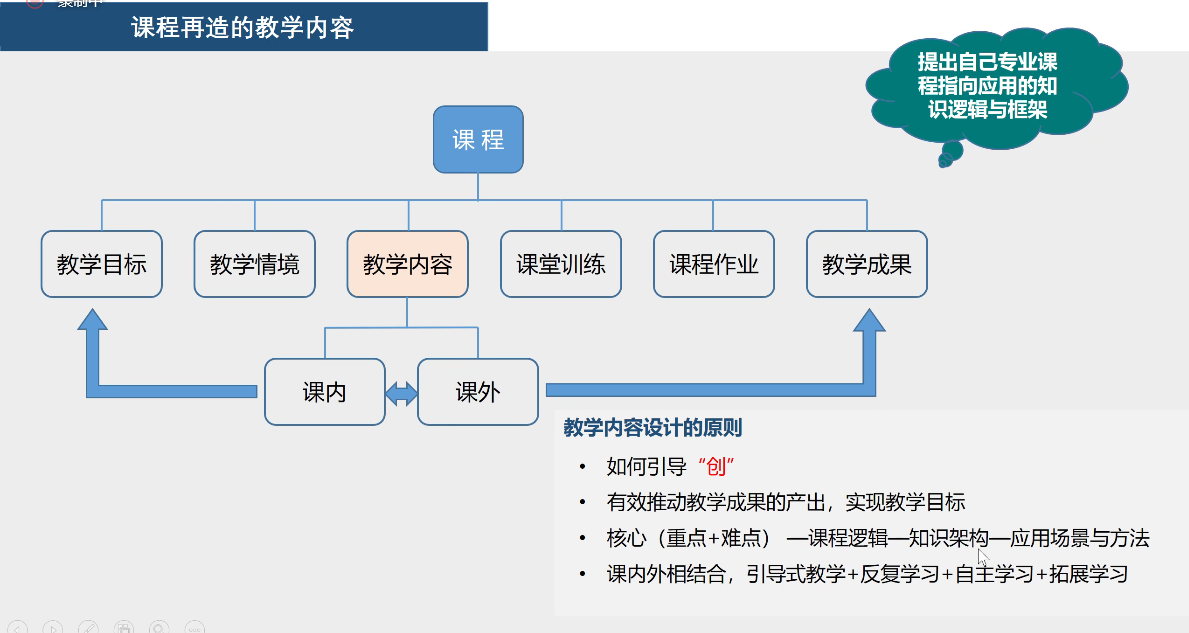 录制中
课程再造的教学内容
提出自己专业课
程指向应用的知
识逻辑与框架
课 程
教学目标
教学情境
教学内容
课堂训练
课程作业
教学成果
课内
课外
教学内容设计的原则
• 如何引导“创”
• 有效推动教学成果的产出，实现教学目标
• 核心（重点+难点）—课程逻辑—知识架构—应用场景与方法
• 课内外相结合，引导式教学+反复学习+自主学习+拓展学习